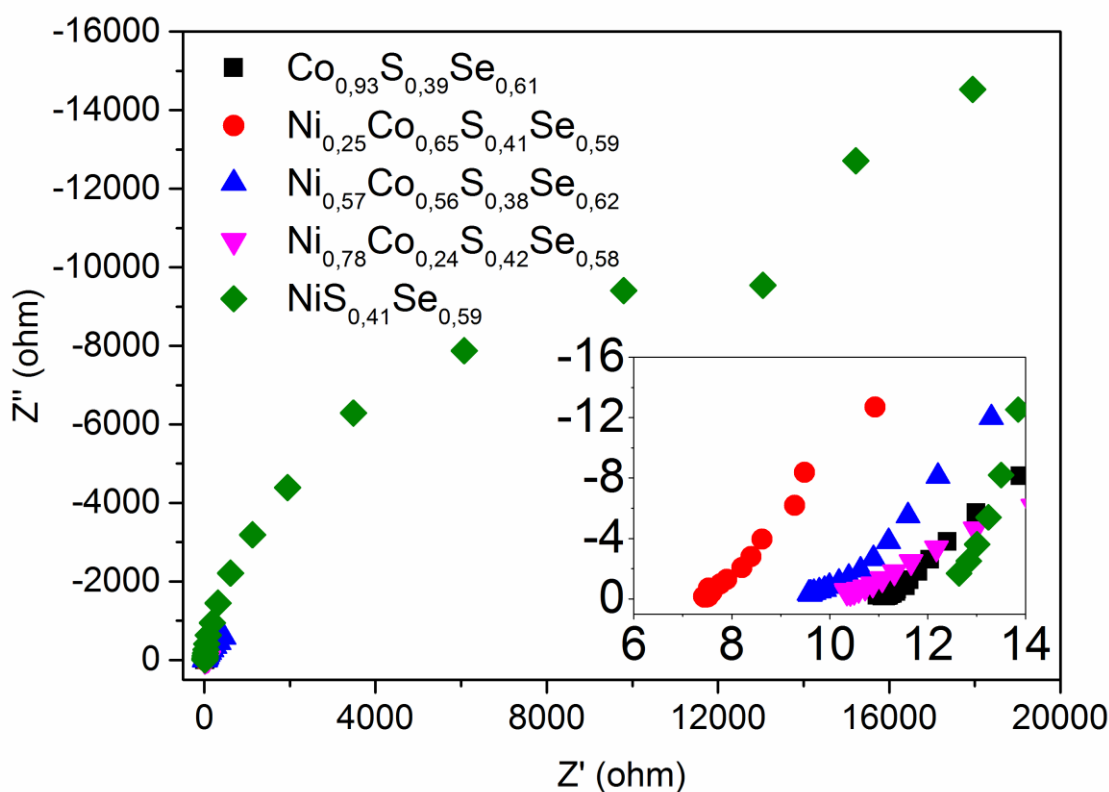 -16000
-14000
-12000
-10000
-8000
-6000
-4000
-2000
0
Z'' (ohm)
Co0,93S0,39Se0,61
Ni0,25Co0,65S0,41Se0,59
Ni0,57Co0,56S0,38Se0,62
Ni0,78Co0,24S0,42Se0,58
NiS0,41Se0,59
-16
-12
-8
-4
0
6 8 10 12 14
0 4000 8000 12000 16000 20000
Z' (ohm)